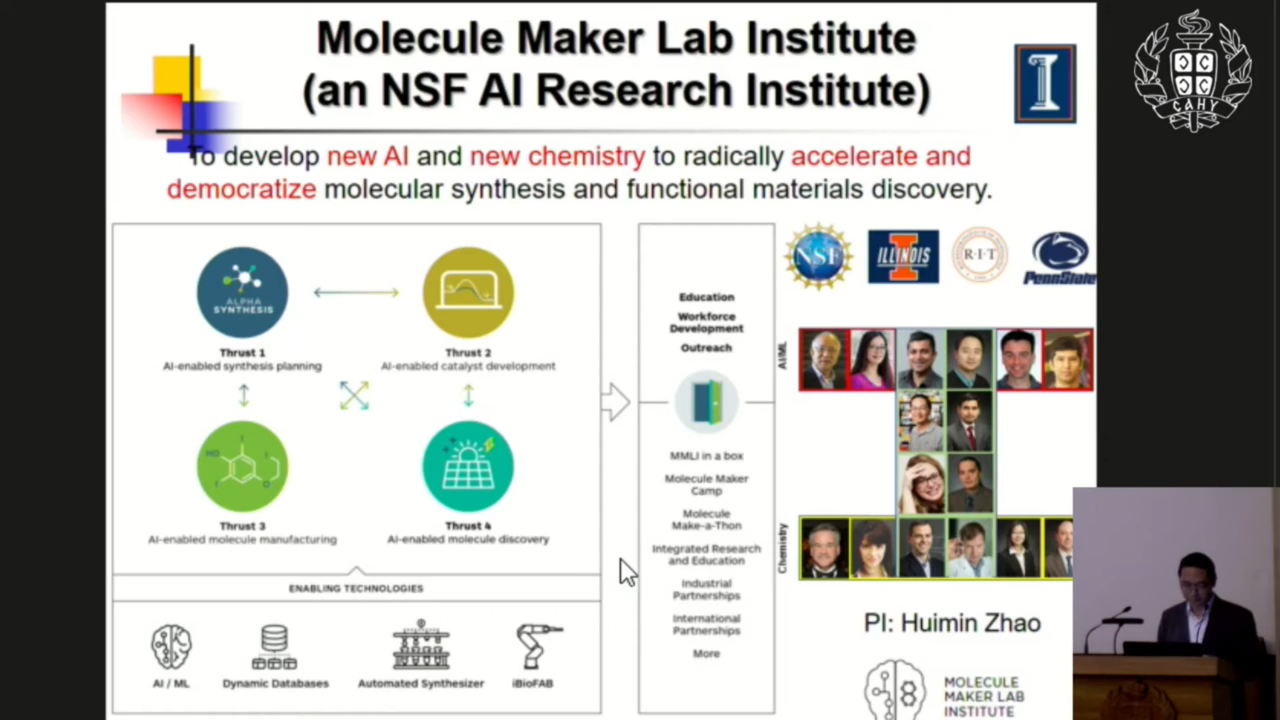 Molecule Maker Lab Institute
(an NSF AI Research Institute)
To develop new AI and new chemistry to radically accelerate and
democratize molecular synthesis and functional materials discovery.
ALPHA
SYNTHESIS
Thrust 1
AI-enabled synthesis planning
Thrust 2
AI-enabled catalyst development
HO
I
I
I
O
Thrust 3
AI-enabled molecule manufacturing
Thrust 4
AI-enabled molecule discovery
ENABLING TECHNOLOGIES
AI / ML
Dynamic Databases
Automated Synthesizer
iBioFAB
Education
Workforce
Development
Outreach
MMLI in a box
Molecule Maker
Camp
Molecule
Make-a-Thon
Integrated Research
and Education
Industrial
Partnerships
International
Partnerships
More
NSF
ILLINOIS
R·I·T
PennState
AI/ML
Chemistry
PI: Huimin Zhao
MOLECULE
MAKER LAB
INSTITUTE
САНУ